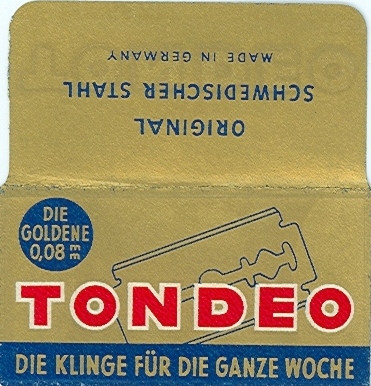 ORIGINAL
SCHWEDISCHER STAHL
MADE IN GERMANY
DIE
GOLDENE
0,08 mm
TONDEO
DIE KLINGE FÜR DIE GANZE WOCHE